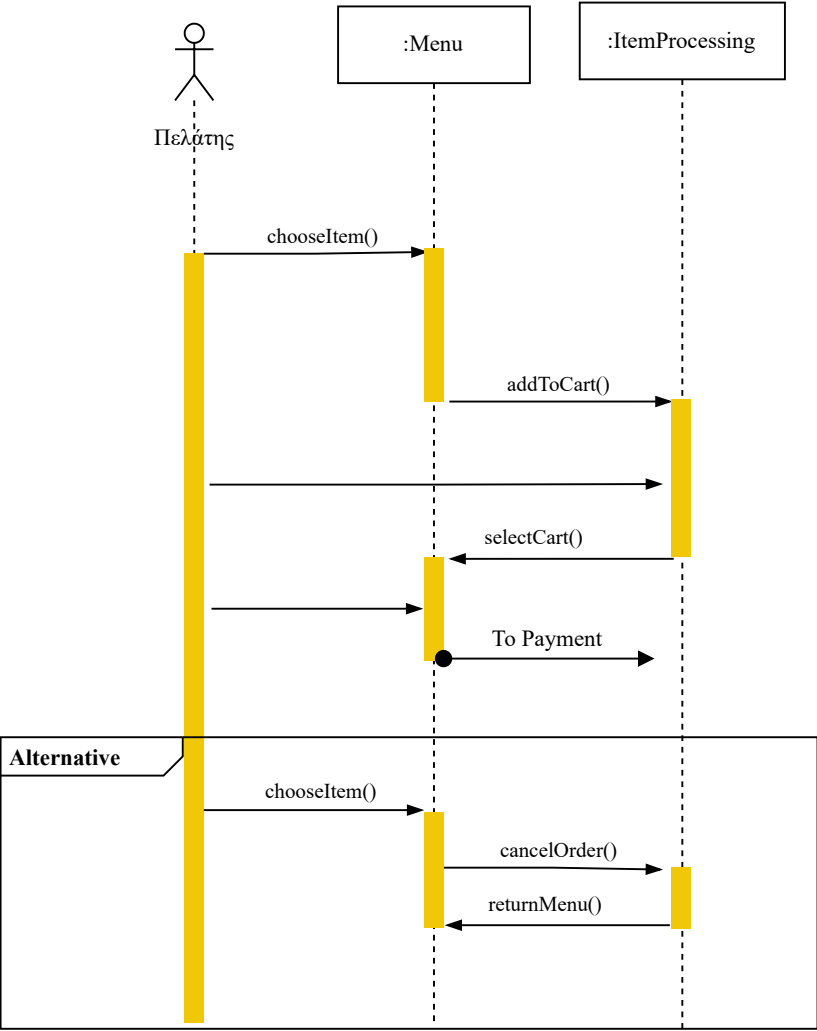 :Menu
:ItemProcessing
Πελάτης
chooseItem()
addToCart()
selectCart()
To Payment
Alternative
chooseItem()
cancelOrder()
returnMenu()